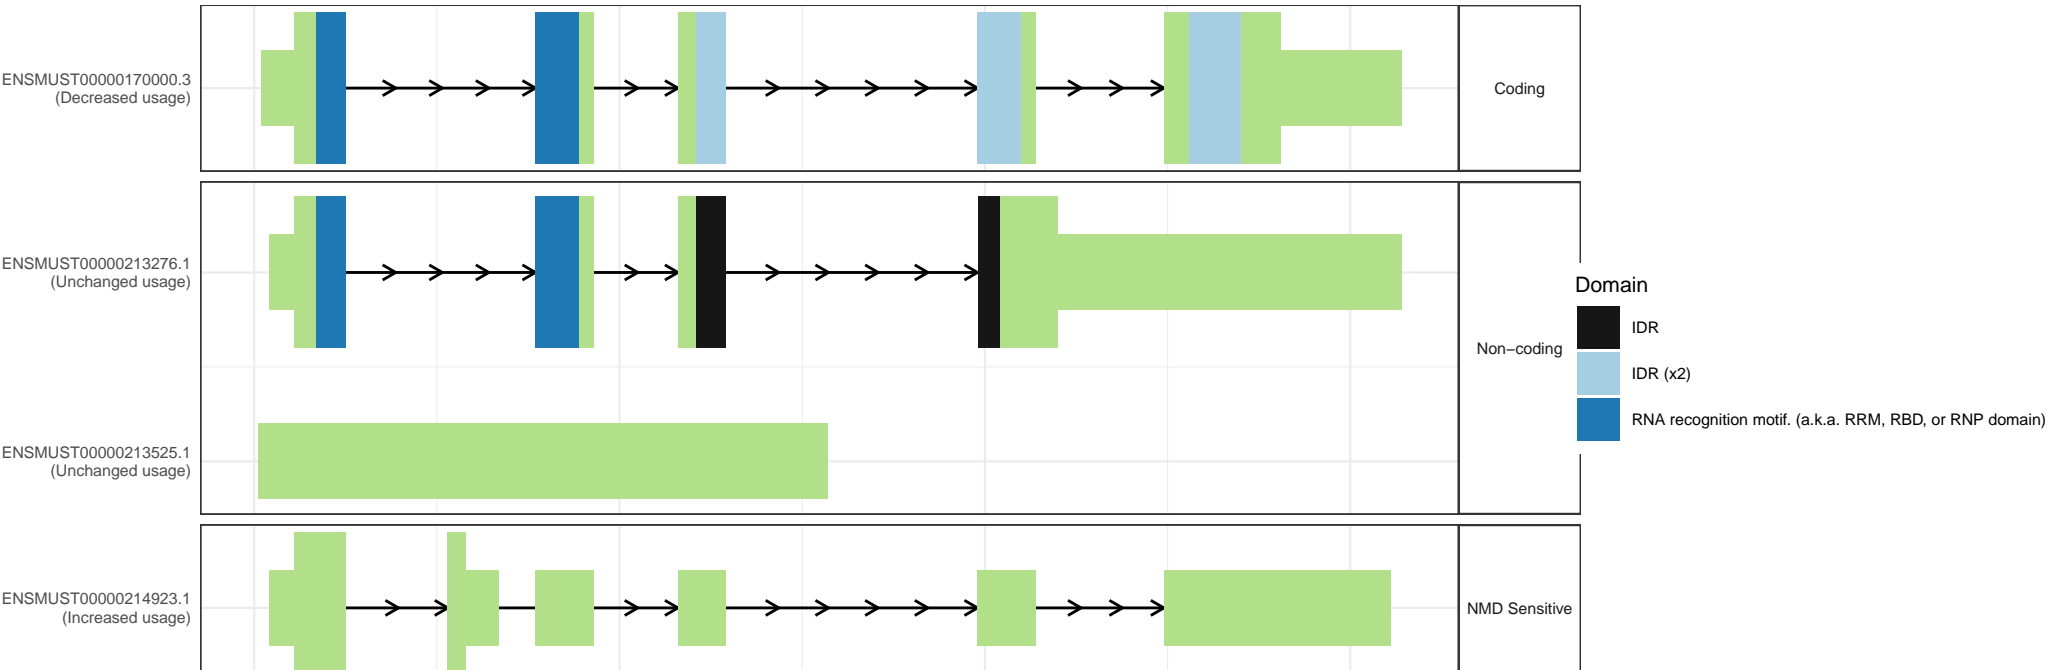 ENSMUST00000170000.3
(Decreased usage)
Coding
ENSMUST00000213276.1
(Unchanged usage)
Non−coding
ENSMUST00000213525.1
(Unchanged usage)
ENSMUST00000214923.1
(Increased usage)
NMD Sensitive
Domain
IDR
IDR (x2)
RNA recognition motif. (a.k.a. RRM, RBD, or RNP domain)